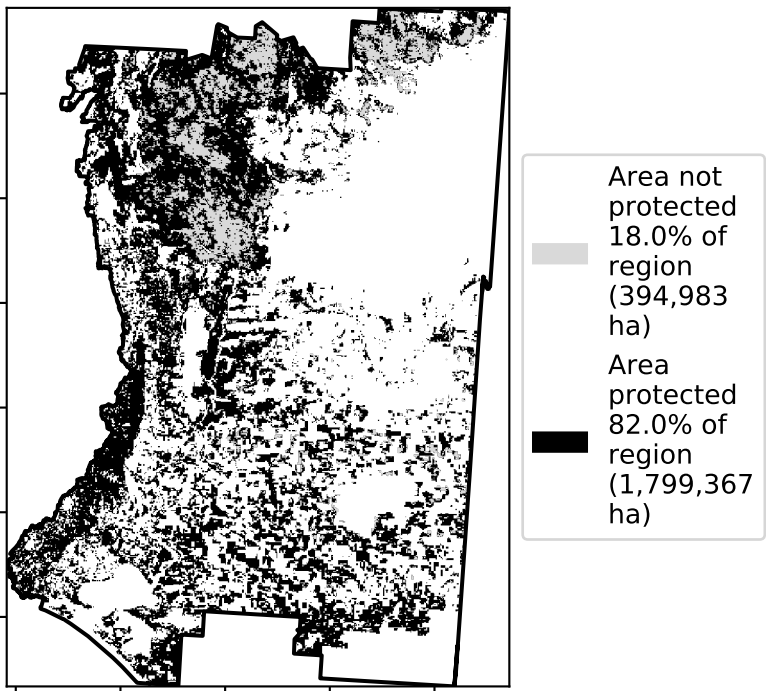 Area not
protected
18.0% of
region
(394,983
ha)
Area
protected
82.0% of
region
(1,799,367
ha)